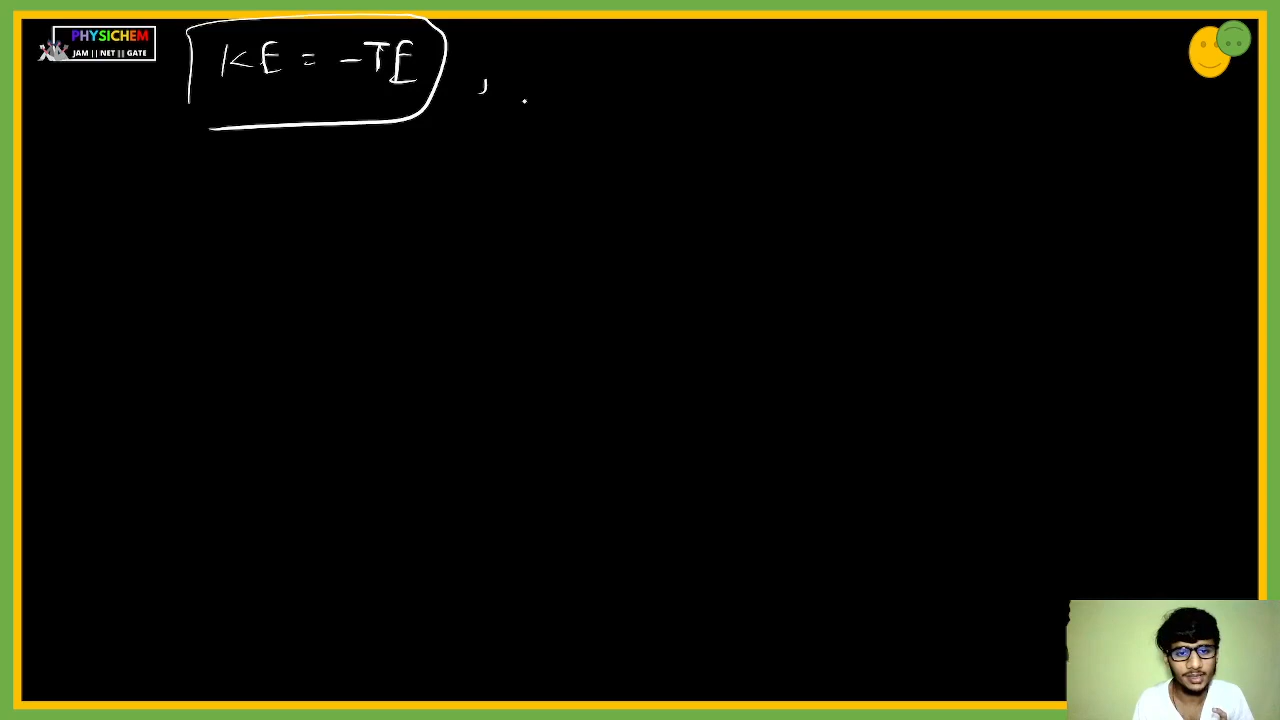 PHYSICHEM
JAM || NET || GATE
KE = -TE ,